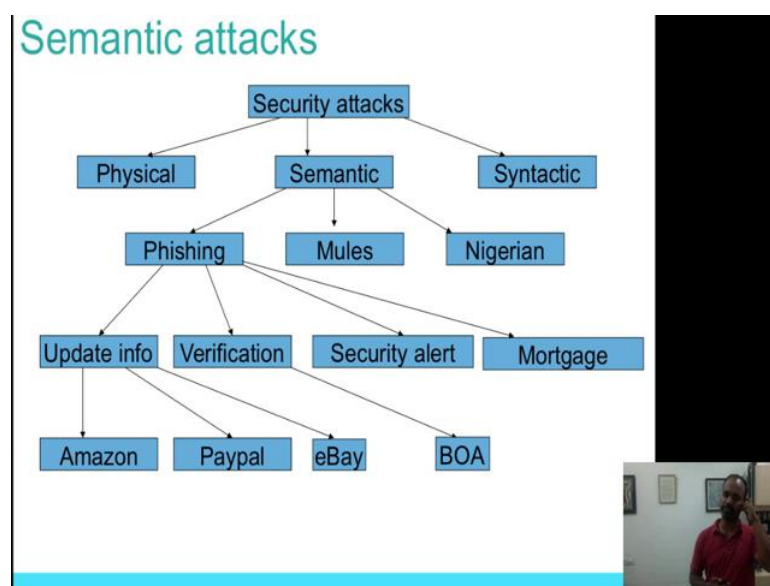 Semantic attacks
Security attacks
Physical Semantic Syntactic
Phishing Mules Nigerian
Update info Verification Security alert Mortgage
Amazon Paypal eBay BOA